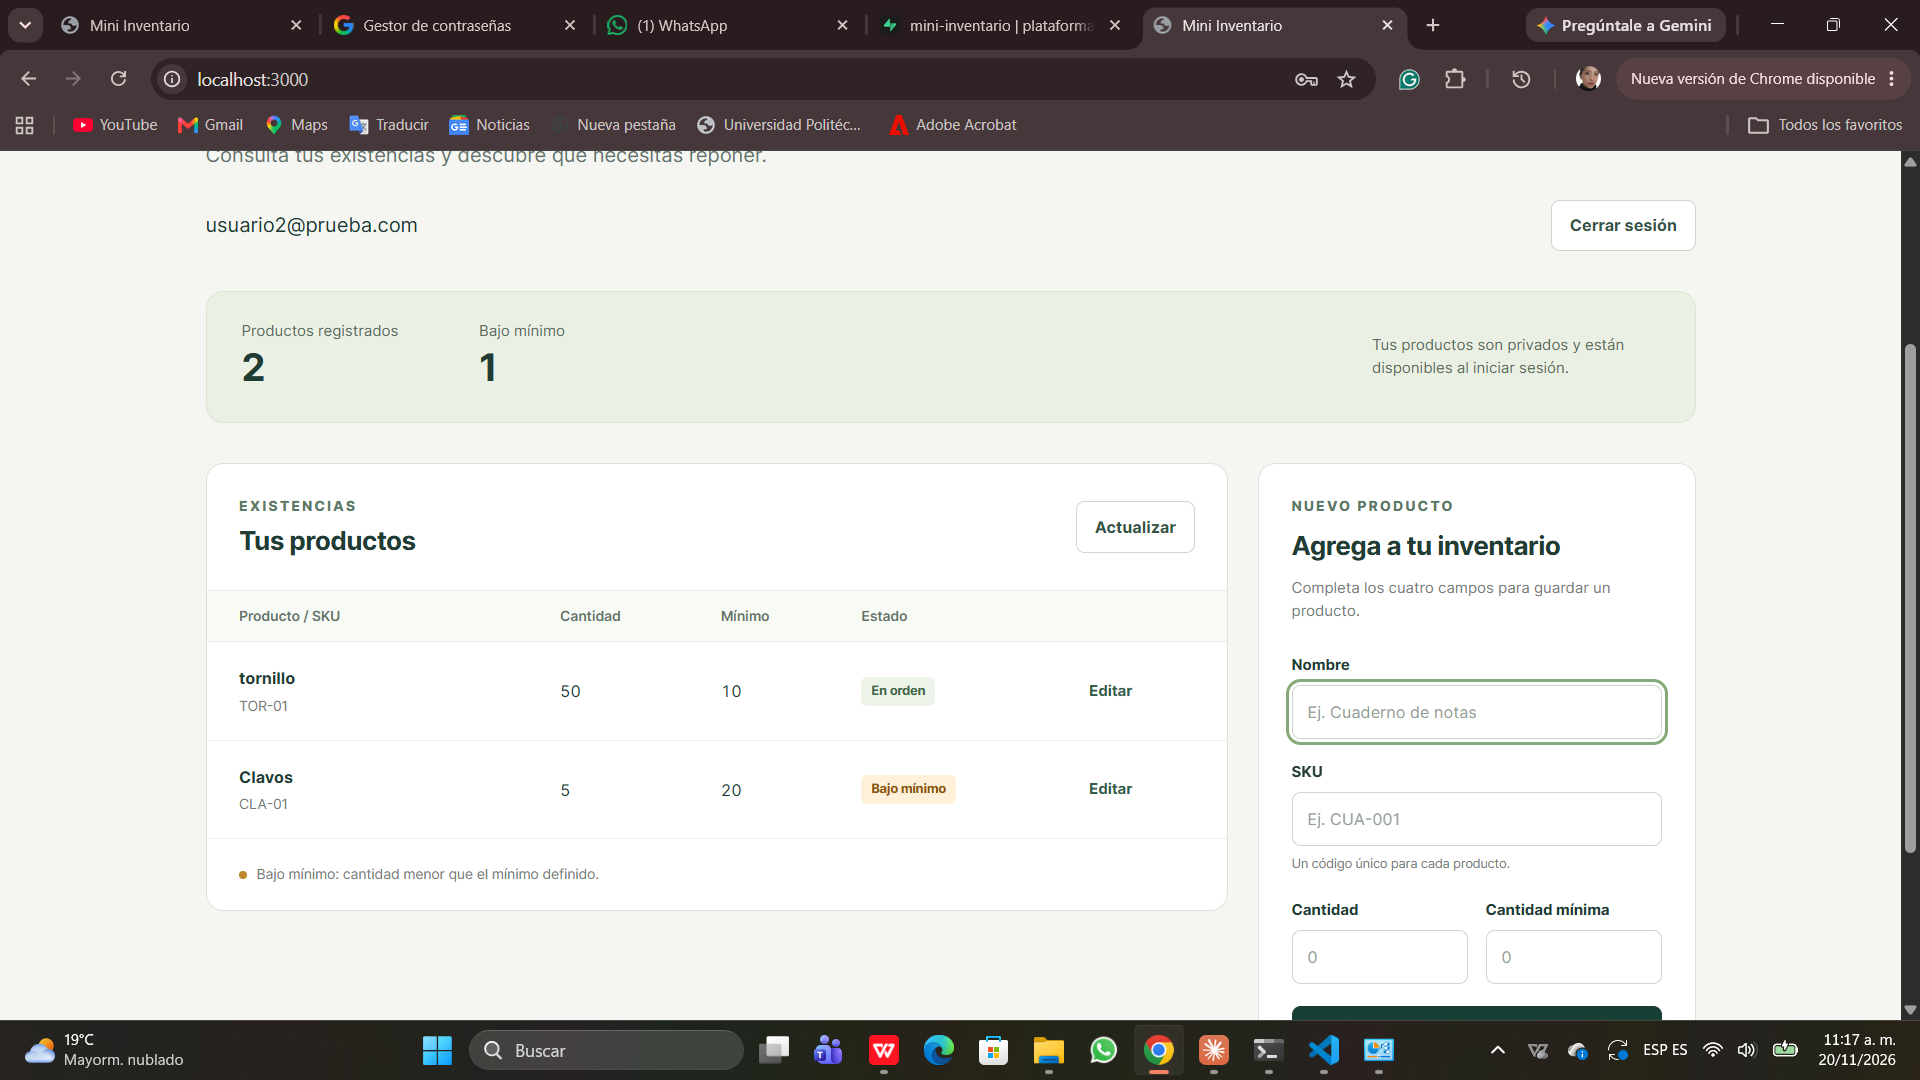 Mini Inventario
Gestor de contraseñas
(1) WhatsApp
mini-inventario | plataforma
Mini Inventario
Pregúntale a Gemini
localhost:3000
Nueva versión de Chrome disponible
YouTube
Gmail
Maps
Traducir
Noticias
Nueva pestaña
Universidad Politéc...
Adobe Acrobat
Todos los favoritos
Consulta tus existencias y descubre qué necesitas reponer.
usuario2@prueba.com
Cerrar sesión
Productos registrados
2
Bajo mínimo
1
Tus productos son privados y están
disponibles al iniciar sesión.
EXISTENCIAS
Tus productos
Actualizar
Producto / SKU Cantidad Mínimo Estado
tornillo
TOR-01
50 10 En orden Editar
Clavos
CLA-01
5 20 Bajo mínimo Editar
Bajo mínimo: cantidad menor que el mínimo definido.
NUEVO PRODUCTO
Agrega a tu inventario
Completa los cuatro campos para guardar un
producto.
Nombre
Ej. Cuaderno de notas
SKU
Ej. CUA-001
Un código único para cada producto.
Cantidad Cantidad mínima
0 0
19°C
Mayorm. nublado
Buscar
ESP ES
11:17 a. m.
20/11/2026